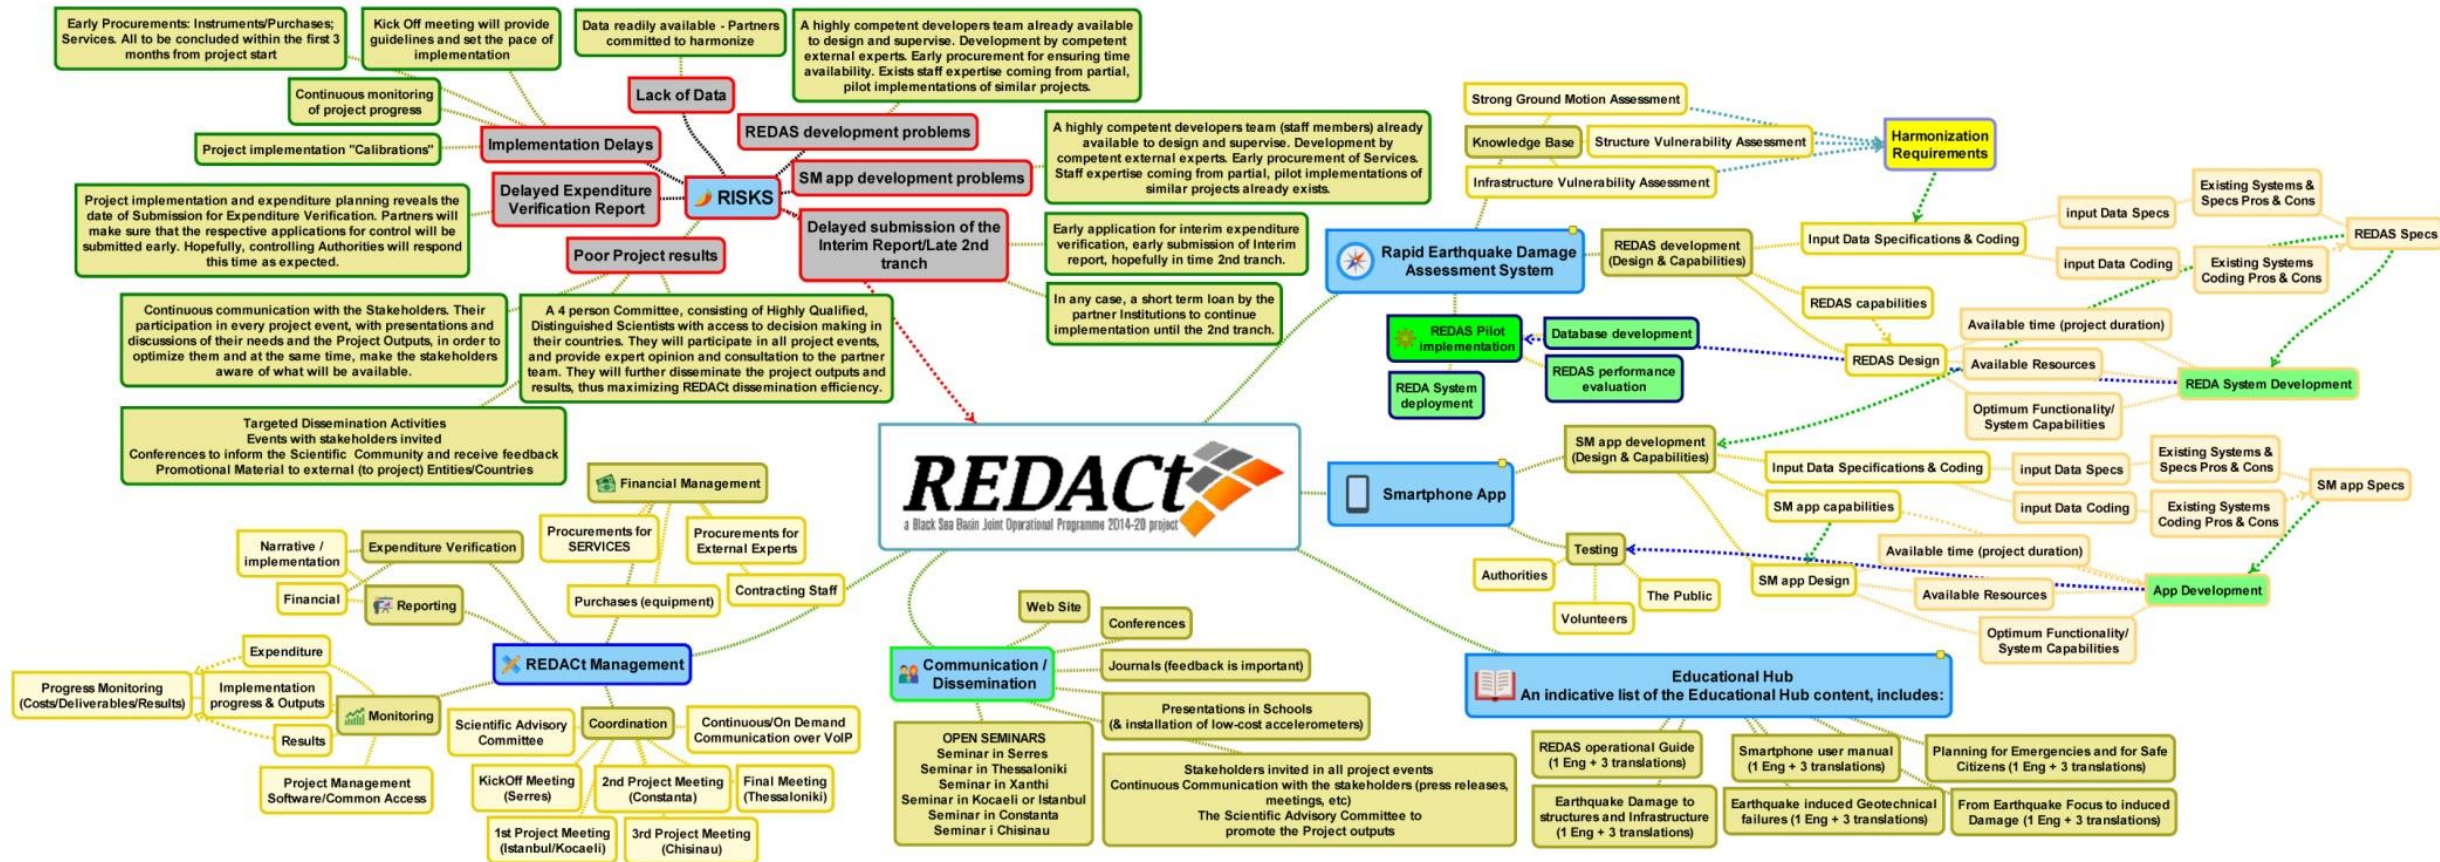 Early Procurements: Instruments/Purchases;
Services. All to be concluded within the first 3
months from project start
Kick Off meeting will provide
guidelines and set the pace of
implementation
Data readily available - Partners
committed to harmonize
A highly competent developers team already available
to design and supervise. Development by competent
external experts. Early procurement for ensuring time
availability. Exists staff expertise coming from partial,
pilot implementations of similar projects.
Continuous monitoring
of project progress
Lack of Data
REDAS development problems
Project implementation "Calibrations"
Implementation Delays
SM app development problems
A highly competent developers team (staff members) already
available to design and supervise. Development by
competent external experts. Early procurement of Services.
Staff expertise coming from partial, pilot implementations of
similar projects already exists.
Project implementation and expenditure planning reveals the
date of Submission for Expenditure Verification. Partners will
make sure that the respective applications for control will be
submitted early. Hopefully, controlling Authorities will respond
this time as expected.
Delayed Expenditure
Verification Report
RISKS
Delayed submission of the
Interim Report/Late 2nd
tranch
Early application for interim expenditure
verification, early submission of Interim
report, hopefully in time 2nd tranch.
In any case, a short term loan by the
partner Institutions to continue
implementation until the 2nd tranch.
Poor Project results
Continuous communication with the Stakeholders. Their
participation in every project event, with presentations and
discussions of their needs and the Project Outputs, in order to
optimize them and at the same time, make the stakeholders
aware of what will be available.
A 4 person Committee, consisting of Highly Qualified,
Distinguished Scientists with access to decision making in
their countries. They will participate in all project events,
and provide expert opinion and consultation to the partner
team. They will further disseminate the project outputs and
results, thus maximizing REDACt dissemination efficiency.
Targeted Dissemination Activities
Events with stakeholders invited
Conferences to inform the Scientific Community and receive feedback
Promotional Material to external (to project) Entities/Countries
Strong Ground Motion Assessment
Knowledge Base
Structure Vulnerability Assessment
Infrastructure Vulnerability Assessment
Harmonization
Requirements
Rapid Earthquake Damage
Assessment System
REDAS development
(Design & Capabilities)
Input Data Specifications & Coding
input Data Specs
Existing Systems &
Specs Pros & Cons
input Data Coding
Existing Systems
Coding Pros & Cons
REDAS Specs
REDAS capabilities
REDAS Design
Available time (project duration)
Available Resources
Optimum Functionality/
System Capabilities
REDA System Development
REDAS Pilot
implementation
Database development
REDAS performance
evaluation
REDA System
deployment
REDACt
a Black Sea Basin Joint Operational Programme 2014-20 project
Smartphone App
SM app development
(Design & Capabilities)
Input Data Specifications & Coding
input Data Specs
Existing Systems &
Specs Pros & Cons
input Data Coding
Existing Systems
Coding Pros & Cons
SM app Specs
SM app capabilities
SM app Design
Available time (project duration)
Available Resources
Optimum Functionality/
System Capabilities
App Development
Testing
Authorities
Volunteers
The Public
Financial Management
Procurements for
SERVICES
Procurements for
External Experts
Purchases (equipment)
Contracting Staff
Narrative /
implementation
Expenditure Verification
Financial
Reporting
REDACt Management
Expenditure
Progress Monitoring
(Costs/Deliverables/Results)
Implementation
progress & Outputs
Results
Monitoring
Project Management
Software/Common Access
Scientific Advisory
Committee
Coordination
Continuous/On Demand
Communication over VoIP
KickOff Meeting
(Serres)
2nd Project Meeting
(Constanta)
Final Meeting
(Thessaloniki)
1st Project Meeting
(Istanbul/Kocaeli)
3rd Project Meeting
(Chisinau)
Communication /
Dissemination
Web Site
Conferences
Journals (feedback is important)
Presentations in Schools
(& installation of low-cost accelerometers)
OPEN SEMINARS
Seminar in Serres
Seminar in Thessaloniki
Seminar in Xanthi
Seminar in Kocaeli or Istanbul
Seminar in Constanta
Seminar i Chisinau
Stakeholders invited in all project events
Continuous Communication with the stakeholders (press releases,
meetings, etc)
The Scientific Advisory Committee to
promote the Project outputs
Educational Hub
An indicative list of the Educational Hub content, includes:
REDAS operational Guide
(1 Eng + 3 translations)
Smartphone user manual
(1 Eng + 3 translations)
Planning for Emergencies and for Safe
Citizens (1 Eng + 3 translations)
Earthquake Damage to
structures and Infrastructure
(1 Eng + 3 translations)
Earthquake induced Geotechnical
failures (1 Eng + 3 translations)
From Earthquake Focus to induced
Damage (1 Eng + 3 translations)